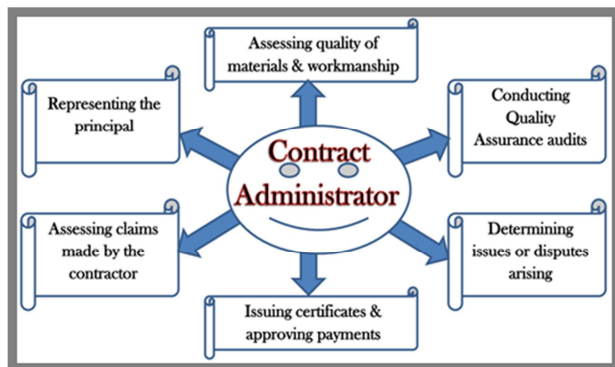 Assessing quality of
materials & workmanship
Representing the
principal
Conducting
Quality
Assurance audits
Contract
Administrator
Assessing claims
made by the
contractor
Determining
issues or disputes
arising
Issuing certificates &
approving payments